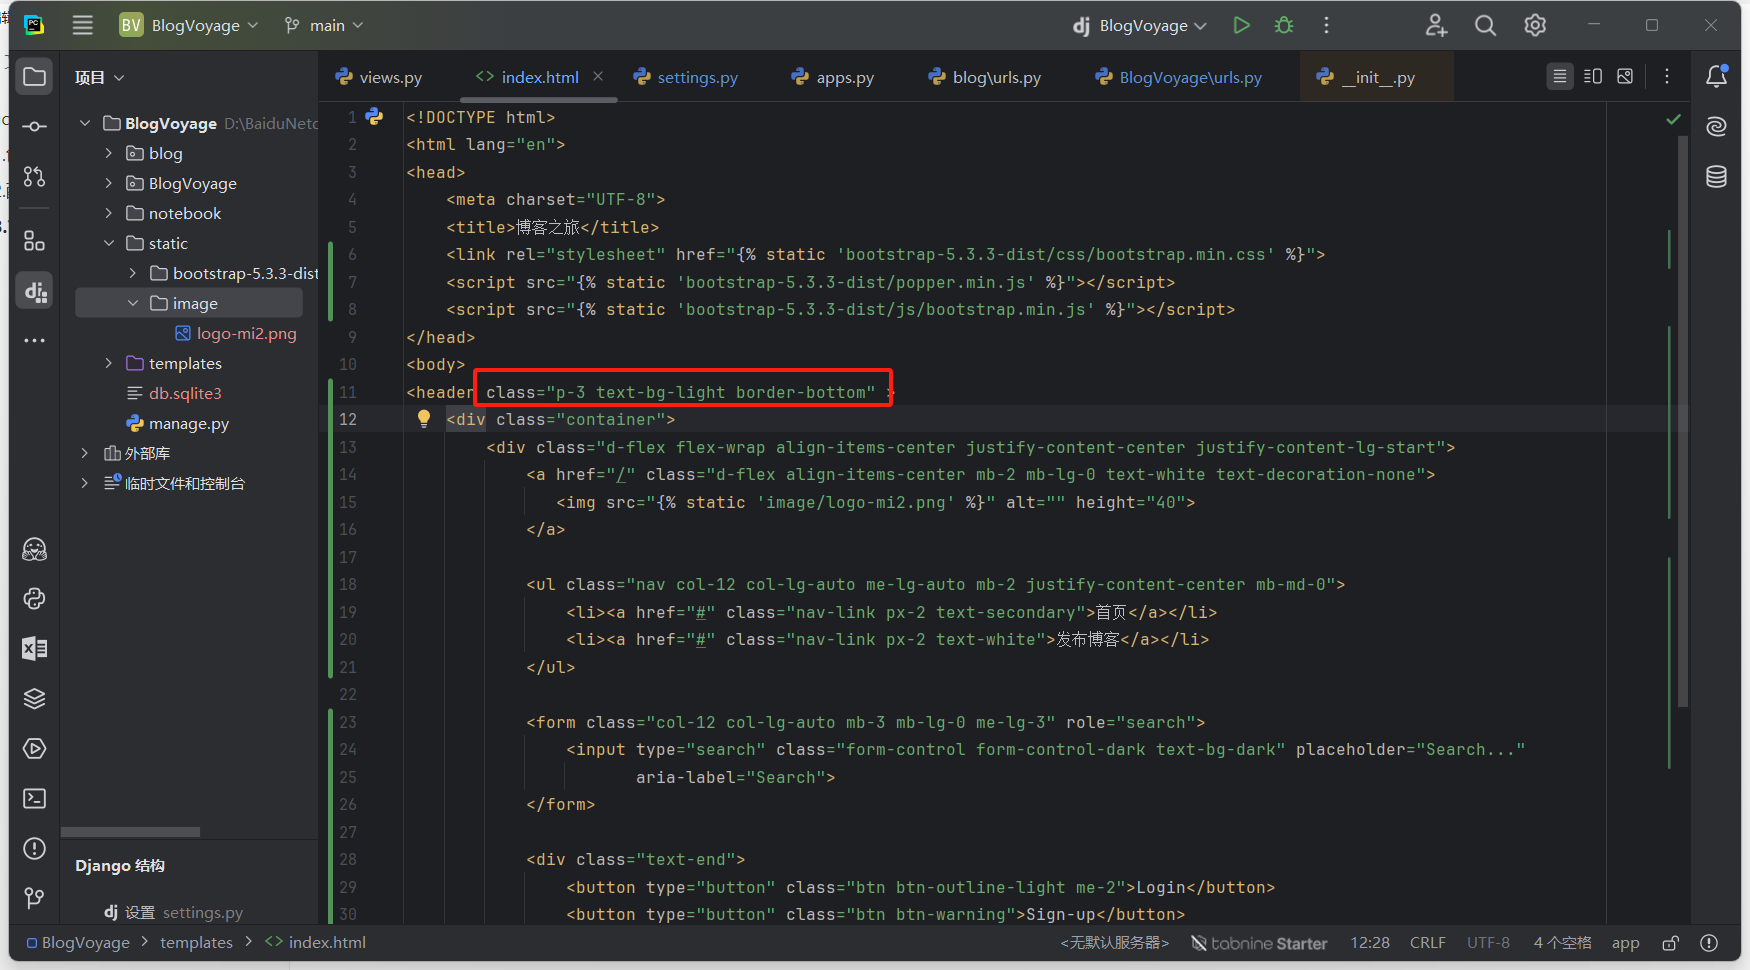 BV BlogVoyage main dj BlogVoyage
项目
views.py index.html settings.py apps.py blog\urls.py BlogVoyage\urls.py __init__.py
BlogVoyage D:\BaiduNetc
blog
BlogVoyage
notebook
static
bootstrap-5.3.3-dist
image
logo-mi2.png
templates
db.sqlite3
manage.py
外部库
临时文件和控制台
Django 结构
dj 设置 settings.py
1 <!DOCTYPE html>
2 <html lang="en">
3 <head>
4 <meta charset="UTF-8">
5 <title>博客之旅</title>
6 <link rel="stylesheet" href="{% static 'bootstrap-5.3.3-dist/css/bootstrap.min.css' %}">
7 <script src="{% static 'bootstrap-5.3.3-dist/popper.min.js' %}"></script>
8 <script src="{% static 'bootstrap-5.3.3-dist/js/bootstrap.min.js' %}"></script>
9 </head>
10 <body>
11 <header class="p-3 text-bg-light border-bottom" >
12 <div class="container">
13 <div class="d-flex flex-wrap align-items-center justify-content-center justify-content-lg-start">
14 <a href="/" class="d-flex align-items-center mb-2 mb-lg-0 text-white text-decoration-none">
15 <img src="{% static 'image/logo-mi2.png' %}" alt="" height="40">
16 </a>
17
18 <ul class="nav col-12 col-lg-auto me-lg-auto mb-2 justify-content-center mb-md-0">
19 <li><a href="#" class="nav-link px-2 text-secondary">首页</a></li>
20 <li><a href="#" class="nav-link px-2 text-white">发布博客</a></li>
21 </ul>
22
23 <form class="col-12 col-lg-auto mb-3 mb-lg-0 me-lg-3" role="search">
24 <input type="search" class="form-control form-control-dark text-bg-dark" placeholder="Search..."
25 aria-label="Search">
26 </form>
27
28 <div class="text-end">
29 <button type="button" class="btn btn-outline-light me-2">Login</button>
30 <button type="button" class="btn btn-warning">Sign-up</button>
BlogVoyage > templates > index.html <无默认服务器> tabnine Starter 12:28 CRLF UTF-8 4 个空格 app